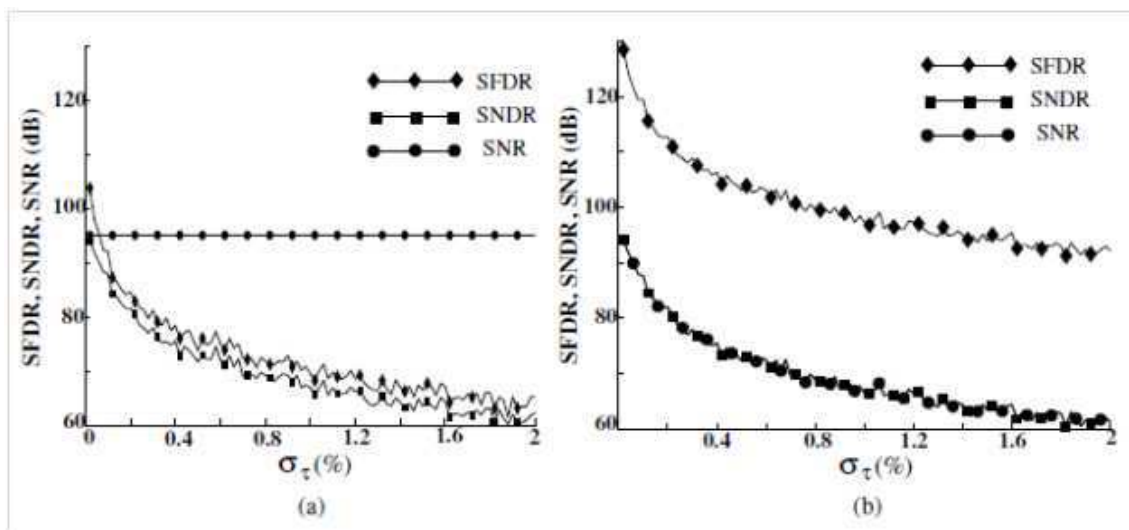 SFDR, SNDR, SNR (dB)
120
100
80
60
SFDR
SNDR
SNR
0 0.4 0.8 1.2 1.6 2
στ(%)
(a)
SFDR, SNDR, SNR (dB)
120
100
80
60
SFDR
SNDR
SNR
0.4 0.8 1.2 1.6 2
στ(%)
(b)